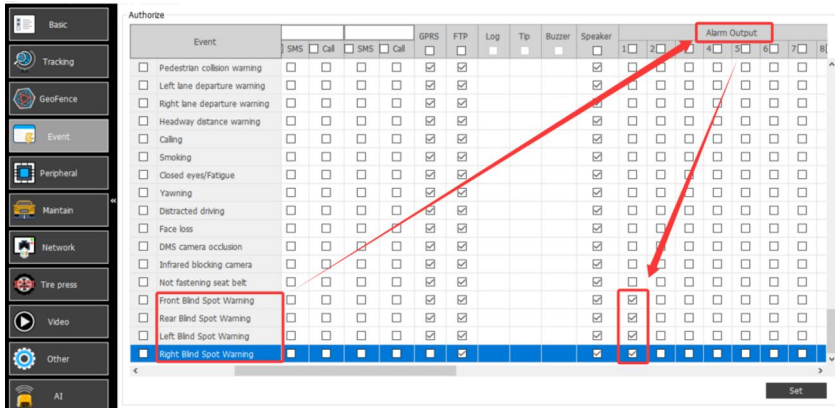 Basic
Tracking
GeoFence
Event
Peripheral
Maintain
Network
Tire press
Video
Other
AI
«
Authorize
Event
SMS Call SMS Call
GPRS FTP Log Tip Buzzer Speaker
Alarm Output
1 2 4 5 6 7 8
Pedestrian collision warning
Left lane departure warning
Right lane departure warning
Headway distance warning
Calling
Smoking
Closed eyes/Fatigue
Yawning
Distracted driving
Face loss
DMS camera occlusion
Infrared blocking camera
Not fastening seat belt
Front Blind Spot Warning
Rear Blind Spot Warning
Left Blind Spot Warning
Right Blind Spot Warning
Set